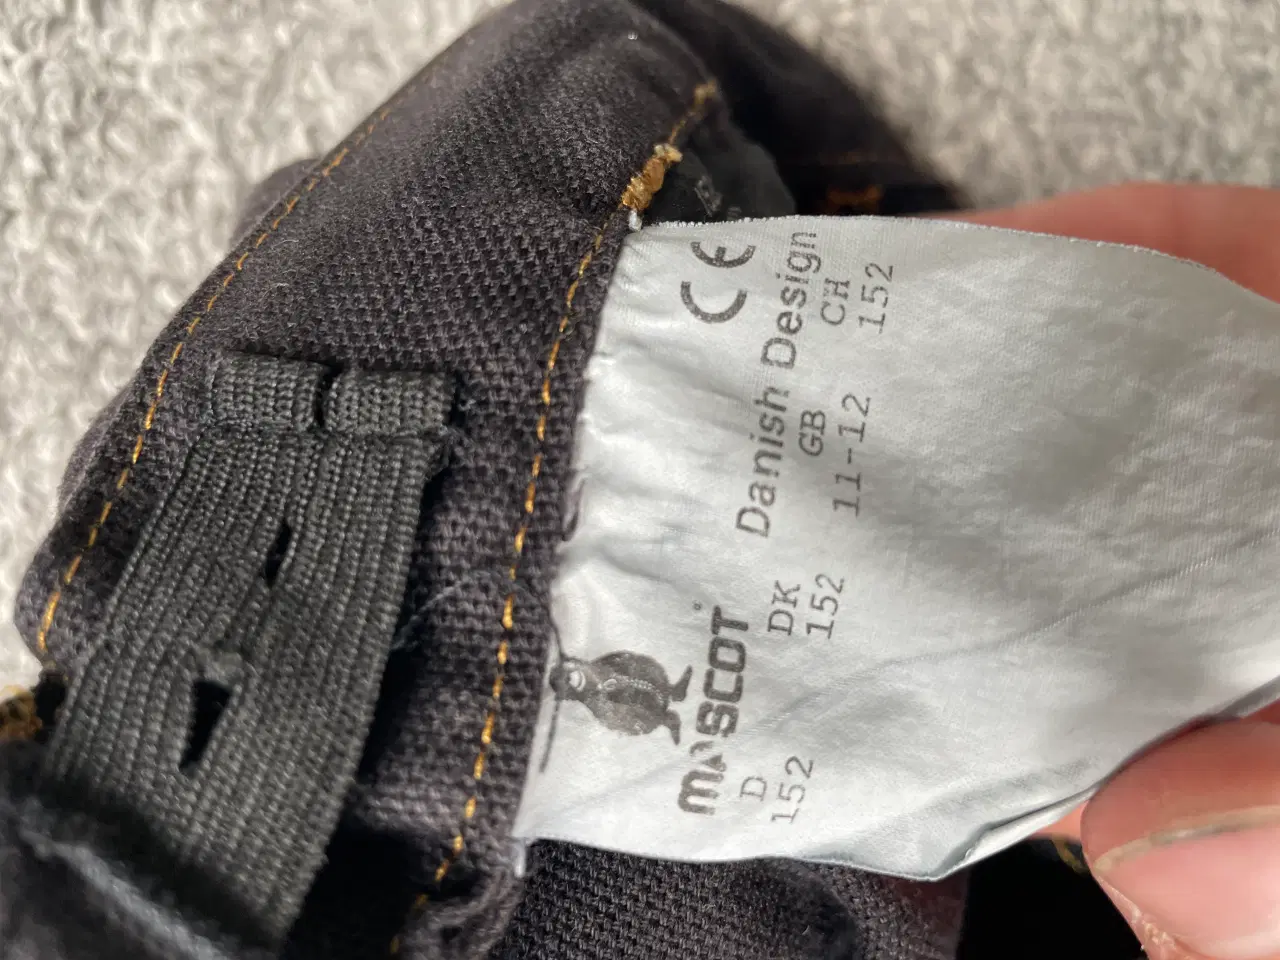 MASCOT®
Danish Design
CE
D DK GB CH
152 152 11-12 152